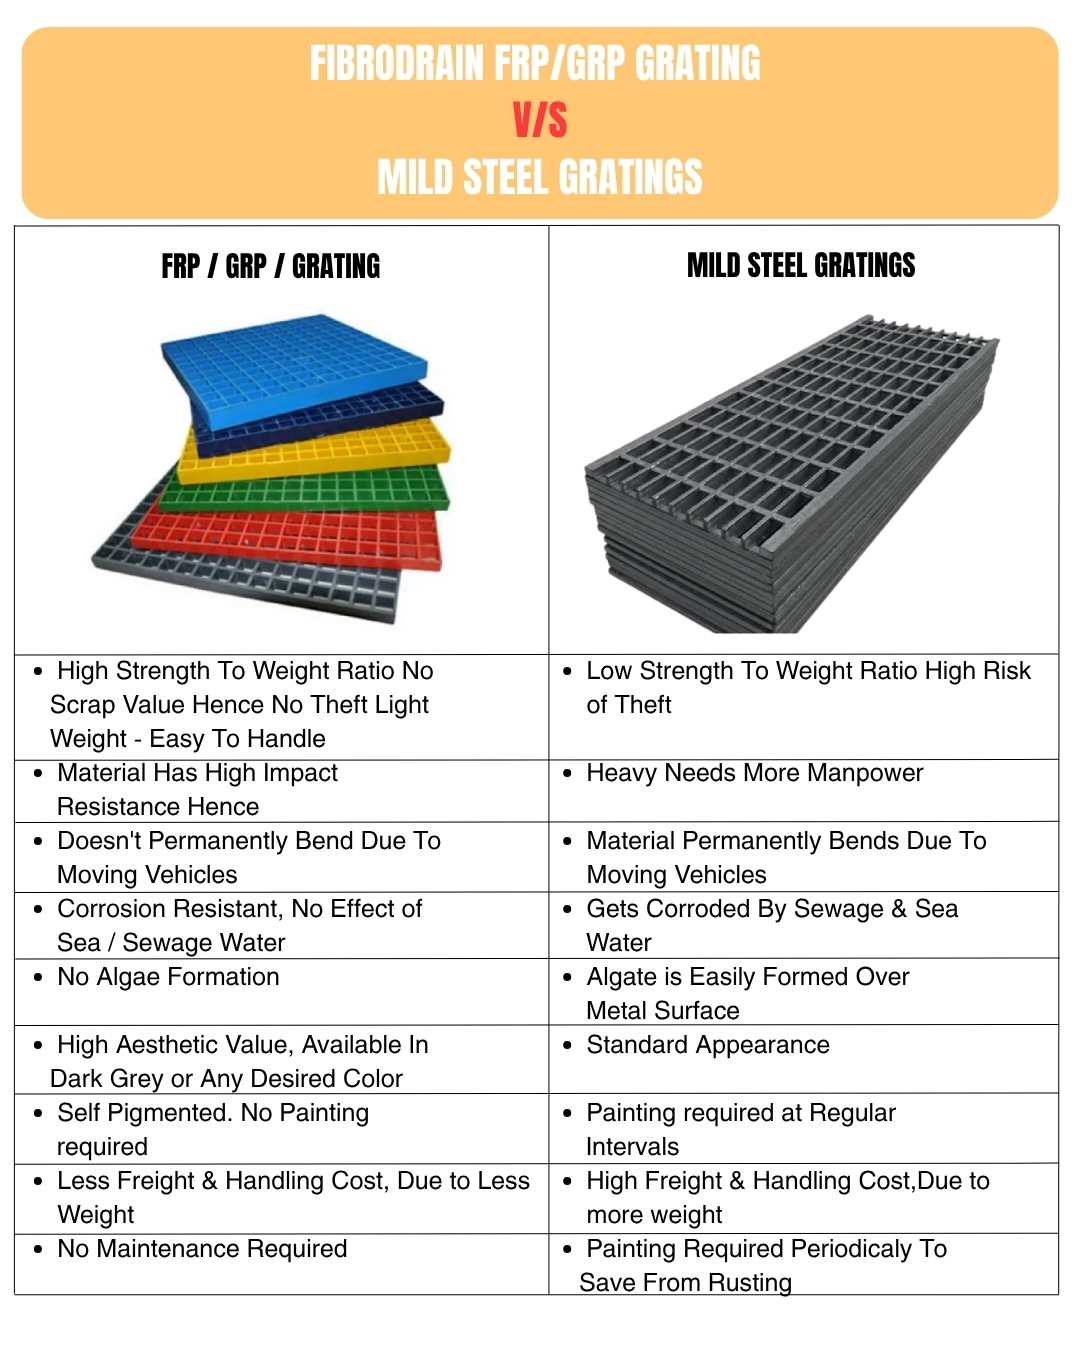 FIBRODRAIN FRP/GRP GRATING
V/S
MILD STEEL GRATINGS
FRP / GRP / GRATING
MILD STEEL GRATINGS
• High Strength To Weight Ratio No
Scrap Value Hence No Theft Light
Weight - Easy To Handle
• Low Strength To Weight Ratio High Risk
of Theft
• Material Has High Impact
Resistance Hence
• Heavy Needs More Manpower
• Doesn't Permanently Bend Due To
Moving Vehicles
• Material Permanently Bends Due To
Moving Vehicles
• Corrosion Resistant, No Effect of
Sea / Sewage Water
• Gets Corroded By Sewage & Sea
Water
• No Algae Formation
• Algate is Easily Formed Over
Metal Surface
• High Aesthetic Value, Available In
Dark Grey or Any Desired Color
• Standard Appearance
• Self Pigmented. No Painting
required
• Painting required at Regular
Intervals
• Less Freight & Handling Cost, Due to Less
Weight
• High Freight & Handling Cost,Due to
more weight
• No Maintenance Required
• Painting Required Periodicaly To
Save From Rusting